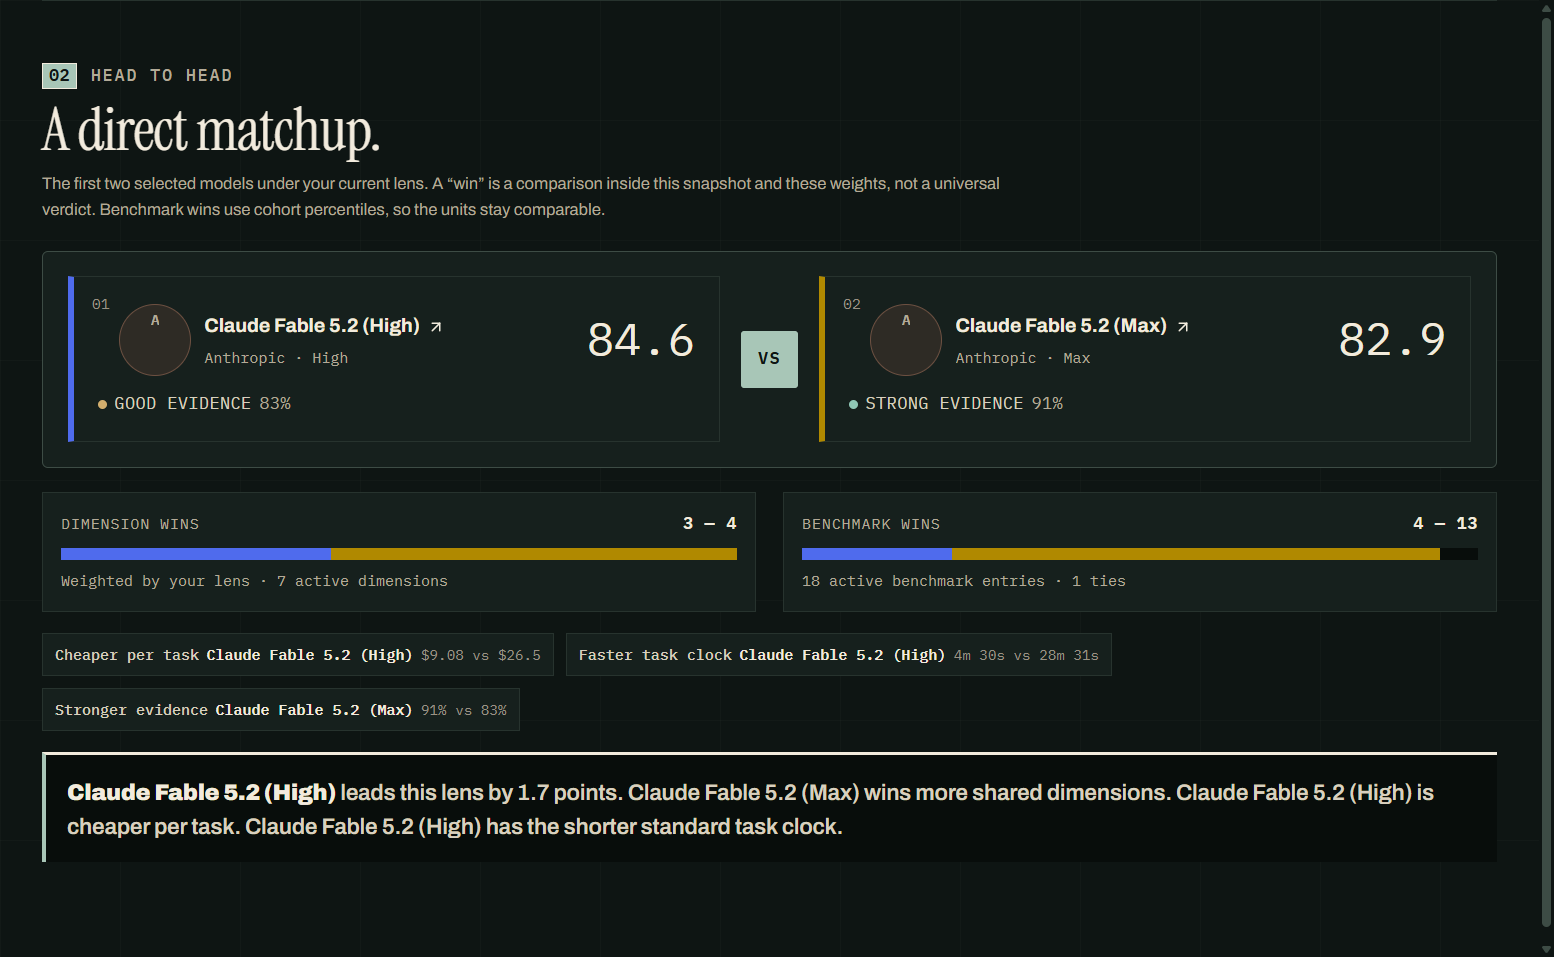 02 HEAD TO HEAD
A direct matchup.
The first two selected models under your current lens. A “win” is a comparison inside this snapshot and these weights, not a universal
verdict. Benchmark wins use cohort percentiles, so the units stay comparable.
01
A
Claude Fable 5.2 (High) ↗
Anthropic · High
84.6
GOOD EVIDENCE 83%
VS
02
A
Claude Fable 5.2 (Max) ↗
Anthropic · Max
82.9
STRONG EVIDENCE 91%
DIMENSION WINS 3 — 4
Weighted by your lens · 7 active dimensions
BENCHMARK WINS 4 — 13
18 active benchmark entries · 1 ties
Cheaper per task Claude Fable 5.2 (High) $9.08 vs $26.5
Faster task clock Claude Fable 5.2 (High) 4m 30s vs 28m 31s
Stronger evidence Claude Fable 5.2 (Max) 91% vs 83%
Claude Fable 5.2 (High) leads this lens by 1.7 points. Claude Fable 5.2 (Max) wins more shared dimensions. Claude Fable 5.2 (High) is
cheaper per task. Claude Fable 5.2 (High) has the shorter standard task clock.